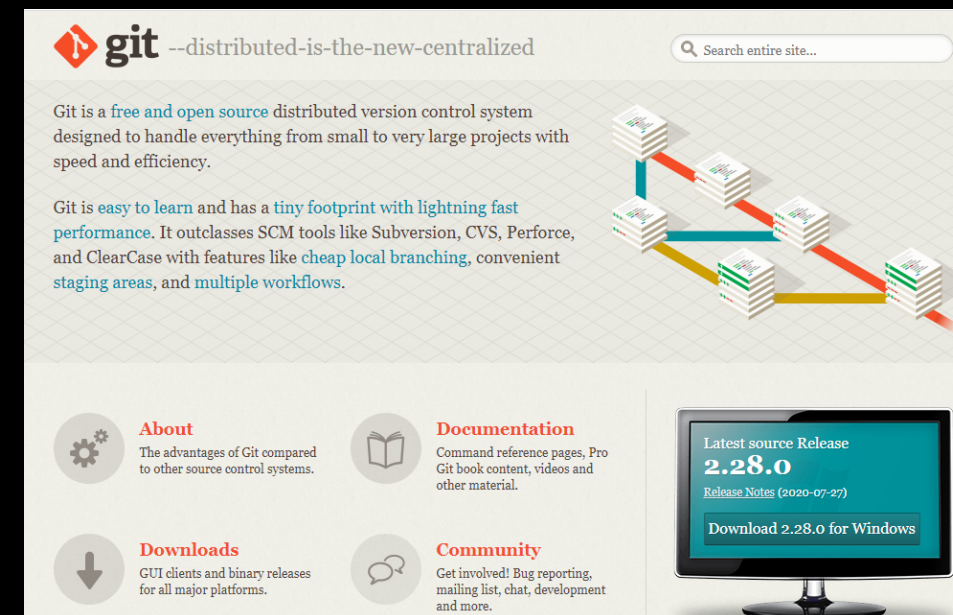 git --distributed-is-the-new-centralized
Search entire site...
Git is a free and open source distributed version control system
designed to handle everything from small to very large projects with
speed and efficiency.
Git is easy to learn and has a tiny footprint with lightning fast
performance. It outclasses SCM tools like Subversion, CVS, Perforce,
and ClearCase with features like cheap local branching, convenient
staging areas, and multiple workflows.
About
The advantages of Git compared
to other source control systems.
Documentation
Command reference pages, Pro
Git book content, videos and
other material.
Downloads
GUI clients and binary releases
for all major platforms.
Community
Get involved! Bug reporting,
mailing list, chat, development
and more.
Latest source Release
2.28.0
Release Notes (2020-07-27)
Download 2.28.0 for Windows